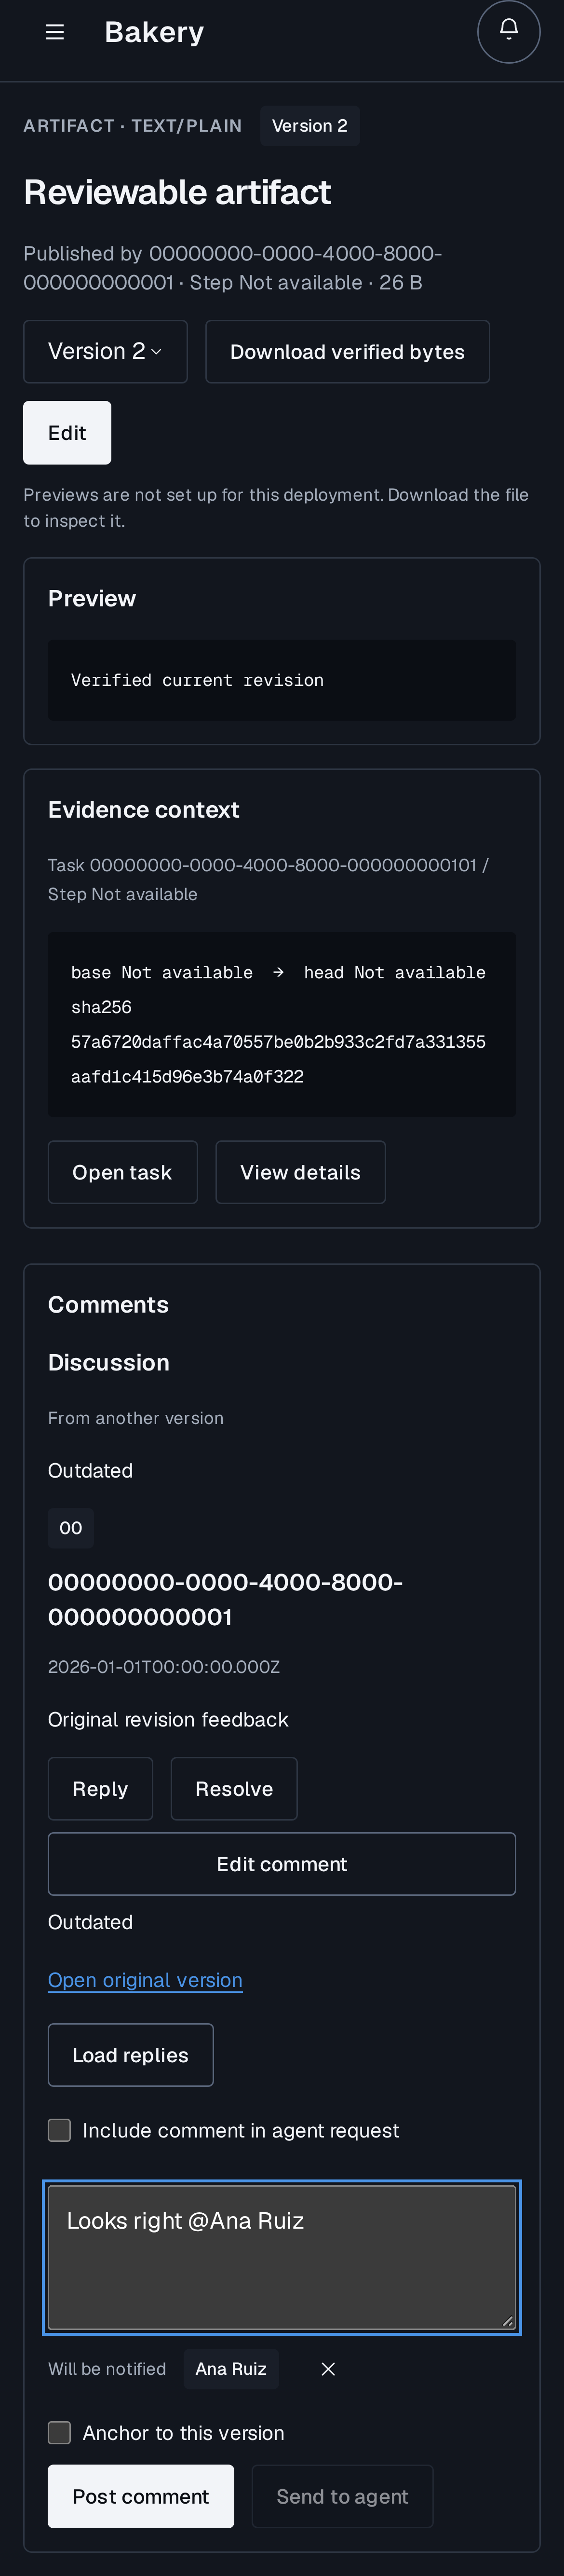 Bakery
ARTIFACT · TEXT/PLAIN Version 2
Reviewable artifact
Published by 00000000-0000-4000-8000-
000000000001 · Step Not available · 26 B
Version 2 Download verified bytes
Edit
Previews are not set up for this deployment. Download the file
to inspect it.
Preview
Verified current revision
Evidence context
Task 00000000-0000-4000-8000-000000000101 /
Step Not available
base Not available → head Not available
sha256
57a6720daffac4a70557be0b2b933c2fd7a331355
aafd1c415d96e3b74a0f322
Open task View details
Comments
Discussion
From another version
Outdated
00
00000000-0000-4000-8000-
000000000001
2026-01-01T00:00:00.000Z
Original revision feedback
Reply Resolve
Edit comment
Outdated
Open original version
Load replies
Include comment in agent request
Looks right @Ana Ruiz
Will be notified Ana Ruiz
Anchor to this version
Post comment Send to agent